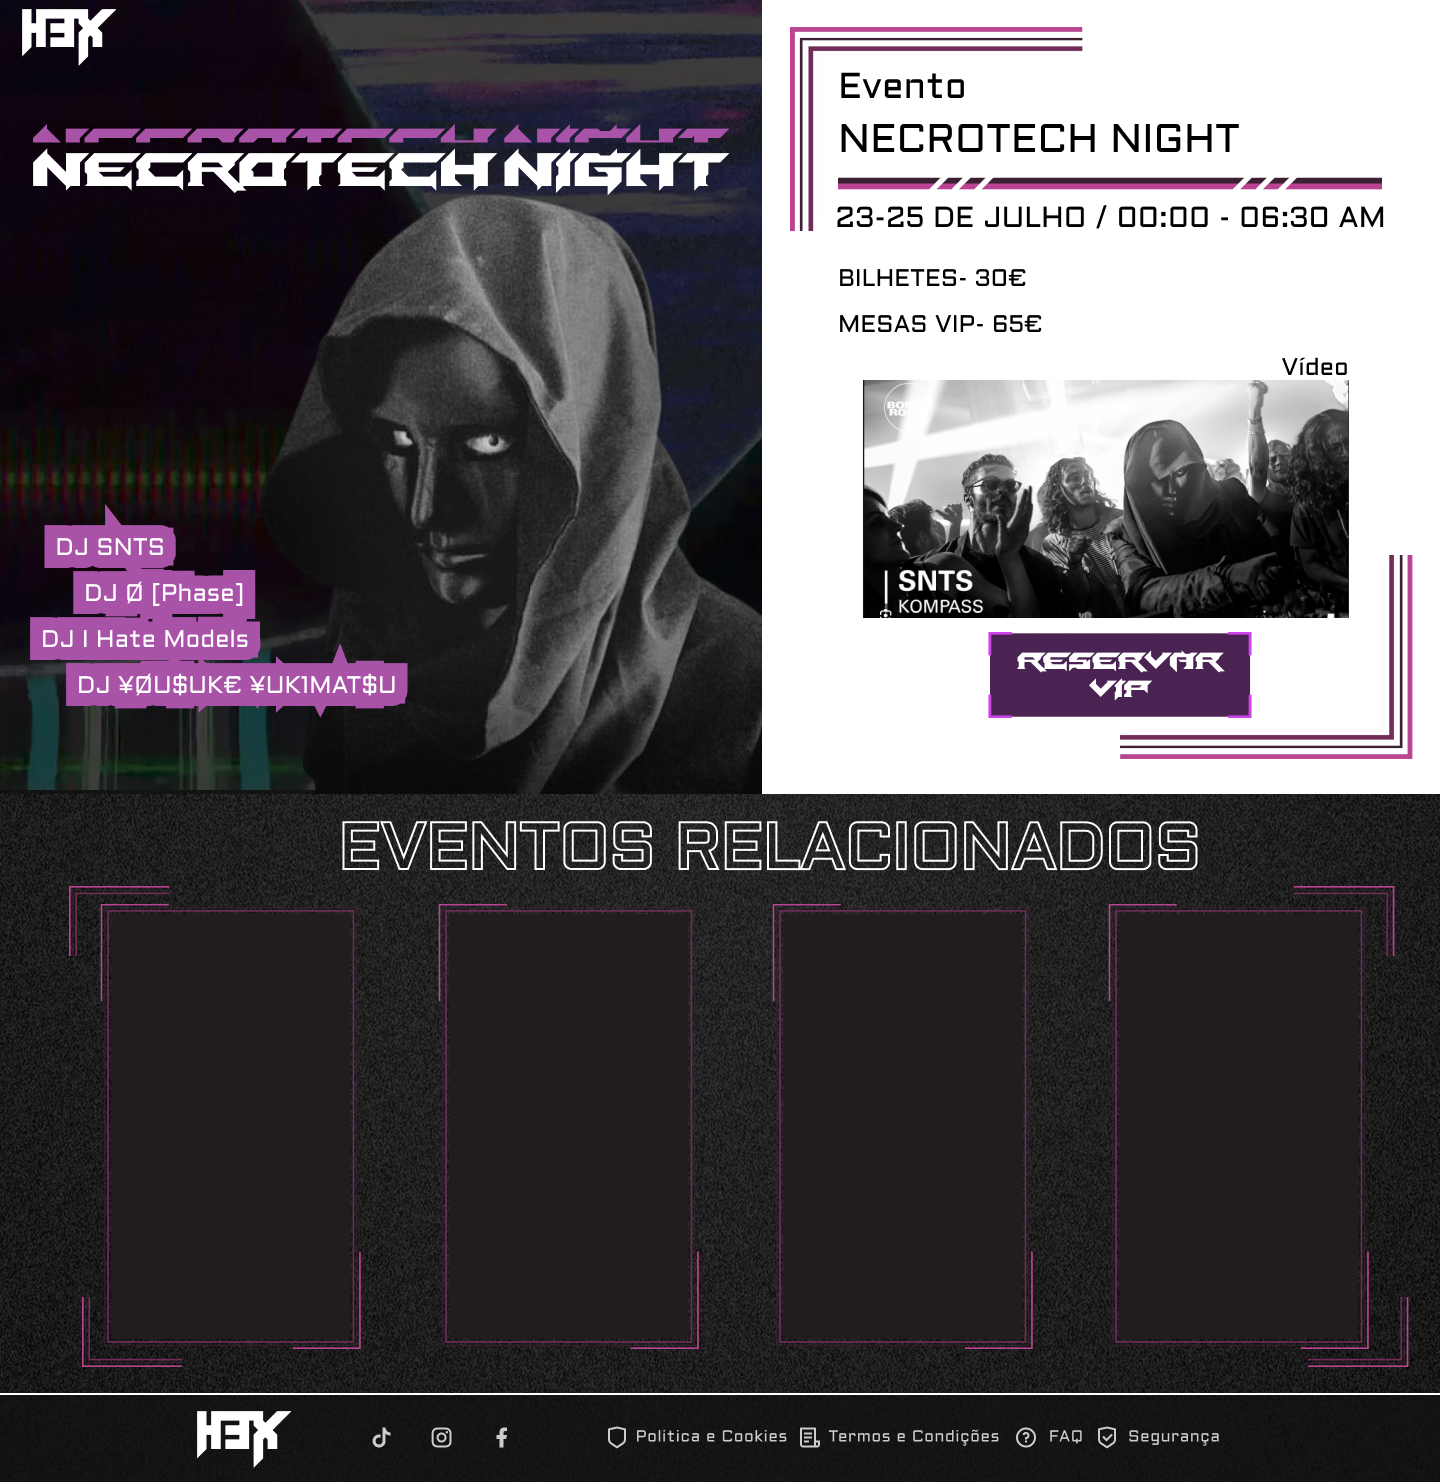 HEX
NECROTECH NIGHT
DJ SNTS
DJ Ø [Phase]
DJ I Hate Models
DJ ¥ØU$UK€ ¥UK1MAT$U
Evento
NECROTECH NIGHT
23-25 DE JULHO / 00:00 - 06:30 AM
BILHETES- 30€
MESAS VIP- 65€
Vídeo
SNTS
KOMPASS
RESERVAR
VIP
EVENTOS RELACIONADOS
HEX
Politica e Cookies
Termos e Condições
FAQ
Segurança